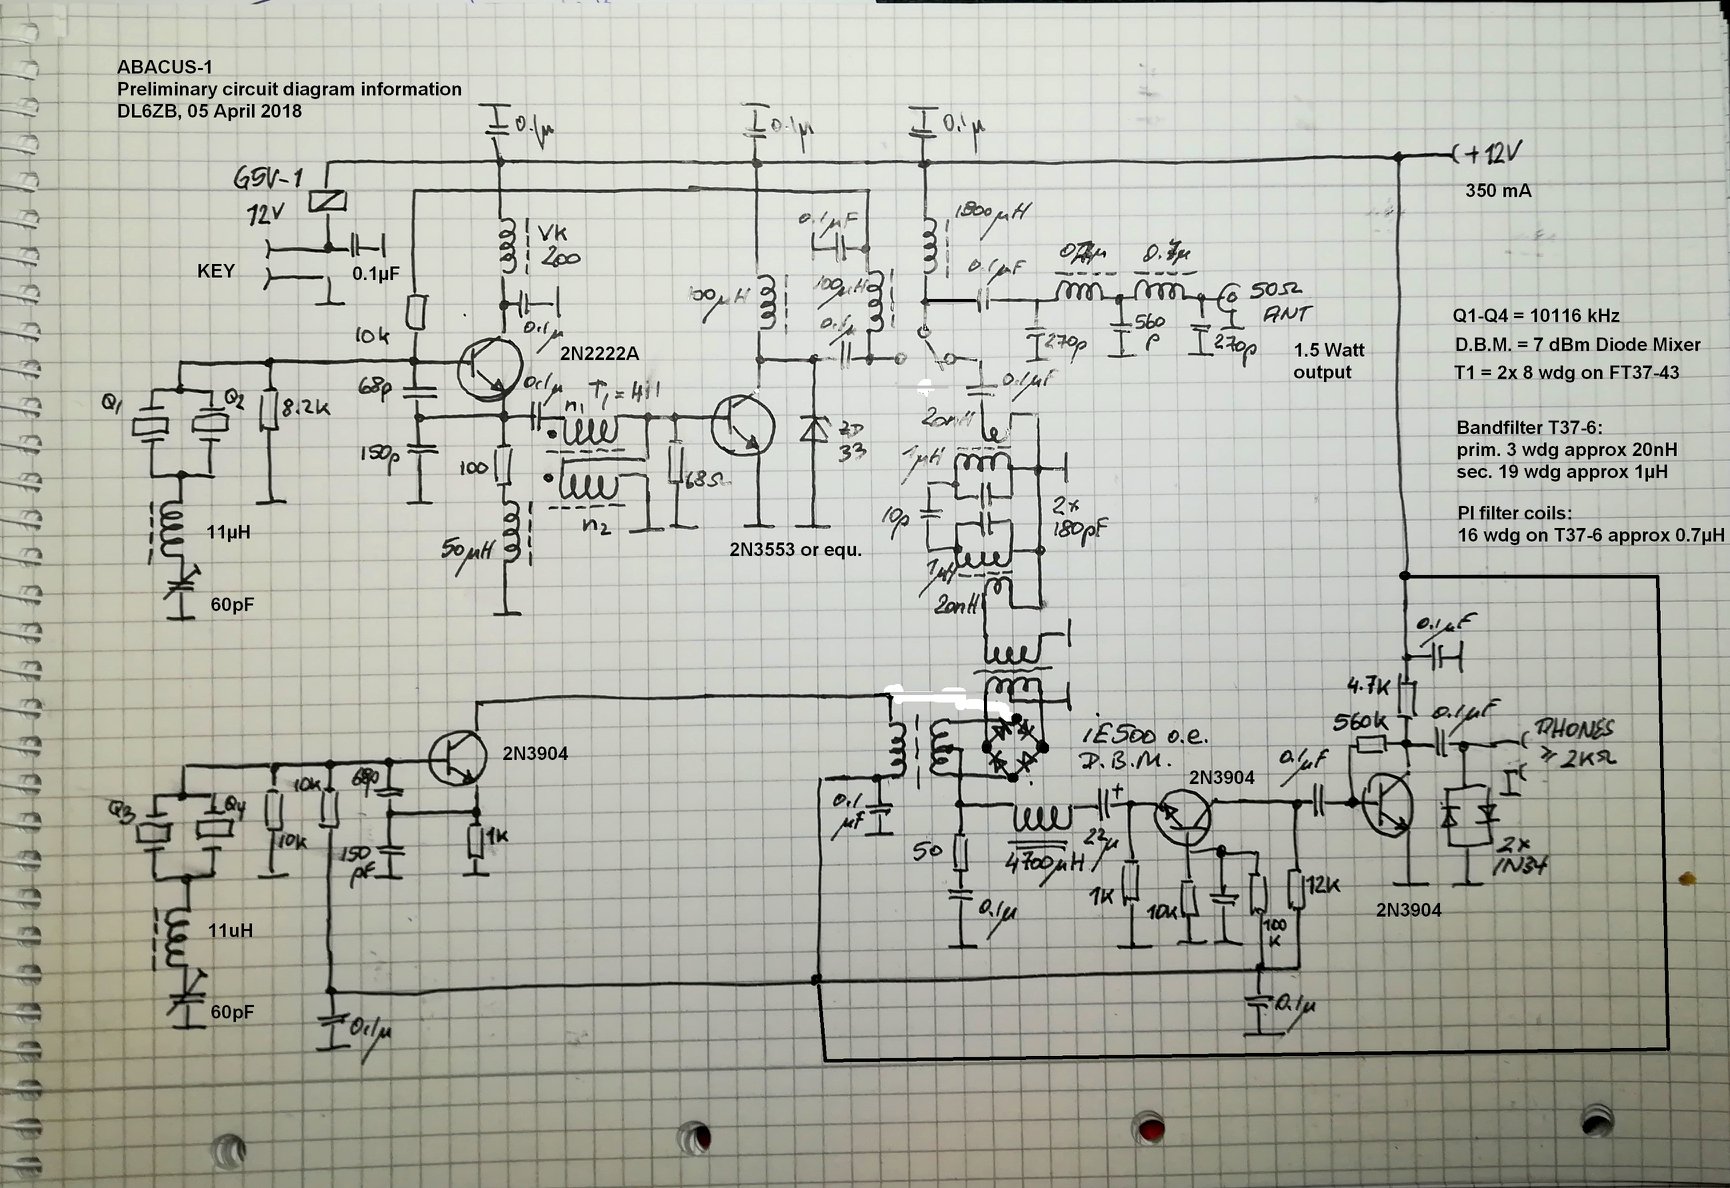 ABACUS-1
Preliminary circuit diagram information
DL6ZB, 05 April 2018
0.1µ
0.1µ
0.1µ
G5V-1
12V
KEY
0.1µF
(+12V
350 mA
VK
200
0.1µ
10k
2N2222A
100µH
0.1µF
100µH
0.1µ
1800µH
0.1µF
50Ω
ANT
270p
560
p
270p
1.5 Watt
output
Q1-Q4 = 10116 kHz
D.B.M. = 7 dBm Diode Mixer
T1 = 2x 8 wdg on FT37-43
Bandfilter T37-6:
prim. 3 wdg approx 20nH
sec. 19 wdg approx 1µH
PI filter coils:
16 wdg on T37-6 approx 0.7µH
Q1
Q2
8.2K
68p
150p
0.1µ
n1
T1 = 4:1
n2
100
50µH
68Ω
ZD
33
2N3553 or equ.
11µH
60pF
0.1µF
20nH
1µH
10p
2x
180pF
1µH
20nH
2N3904
Q3
Q4
10k
10k
68p
150
pF
1K
11uH
60pF
0.1µ
0.1
µF
iE500 o.e.
D.B.M.
50
0.1µ
4700µH
22µ
+
2N3904
1K
10K
100
K
12K
0.1µF
0.1µ
0.1µF
4.7K
560K
0.1µF
PHONES
≥ 2KΩ
2x
1N34
2N3904